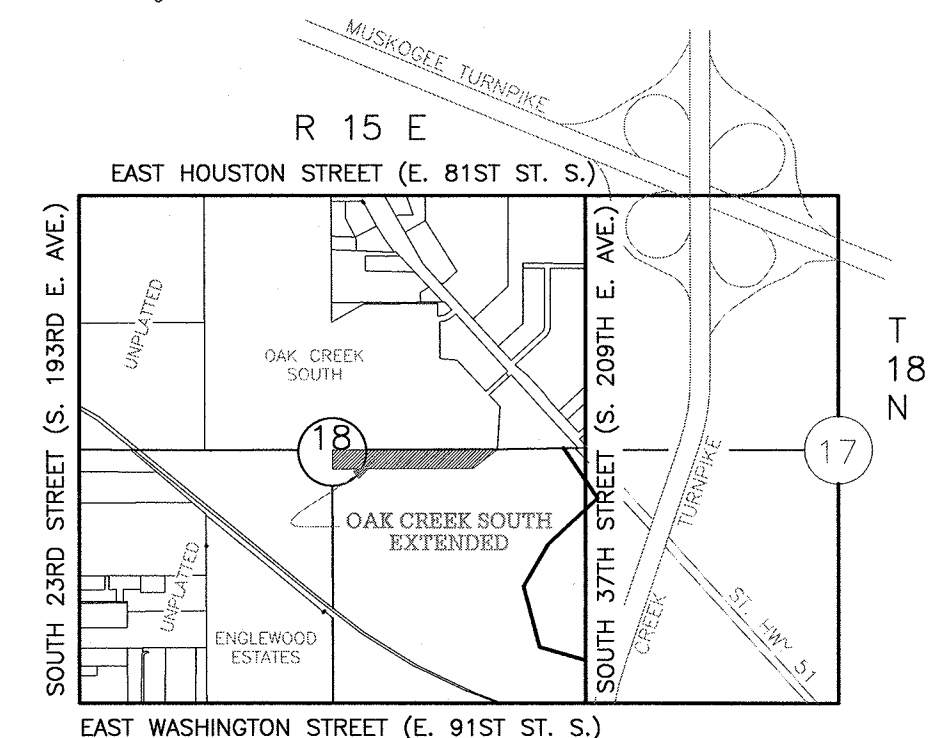 MUSKOGEE TURNPIKE
R 15 E
EAST HOUSTON STREET (E. 81ST ST. S.)
SOUTH 23RD STREET (S. 193RD E. AVE.)
UNPLATTED
OAK CREEK
SOUTH
SOUTH 37TH STREET (S. 209TH E. AVE.)
T
18
N
18
17
OAK CREEK SOUTH
EXTENDED
CREEK TURNPIKE
ST. HWY 51
UNPLATTED
ENGLEWOOD
ESTATES
EAST WASHINGTON STREET (E. 91ST ST. S.)